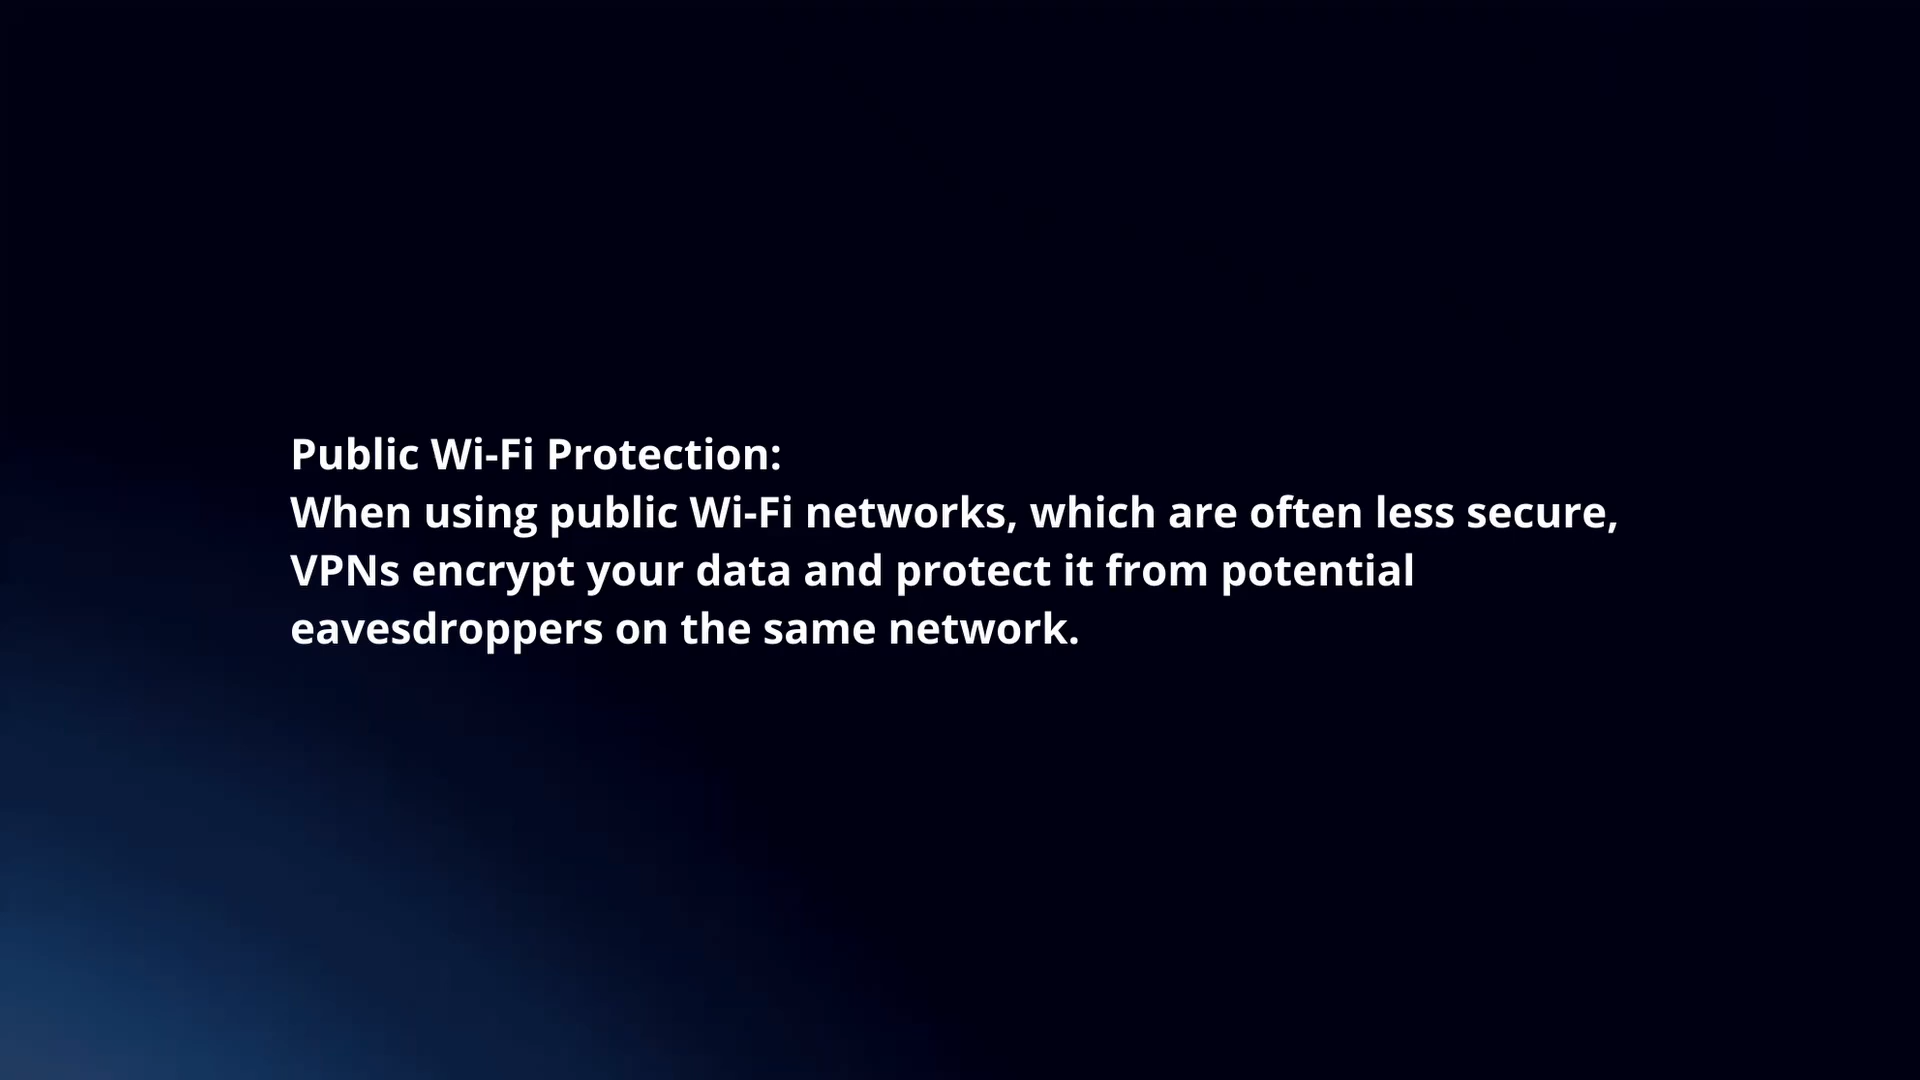 Public Wi-Fi Protection:
When using public Wi-Fi networks, which are often less secure,
VPNs encrypt your data and protect it from potential
eavesdroppers on the same network.